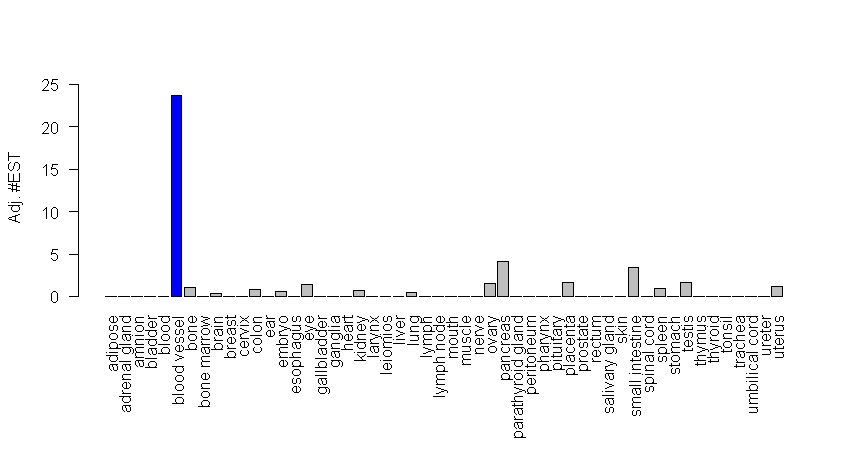 25
20
15
10
5
0
Adj. #EST
adipose
adrenal gland
amnion
bladder
blood
blood vessel
bone
bone marrow
brain
breast
cervix
colon
ear
embryo
esophagus
eye
gallbladder
ganglia
heart
kidney
larynx
leiomios
liver
lung
lymph
lymph node
mouth
muscle
nerve
ovary
pancreas
parathyroid gland
peritoneum
pharynx
pituitary
placenta
prostate
rectum
salivary gland
skin
small intestine
spinal cord
spleen
stomach
testis
thymus
thyroid
tonsil
trachea
umbilical cord
ureter
uterus